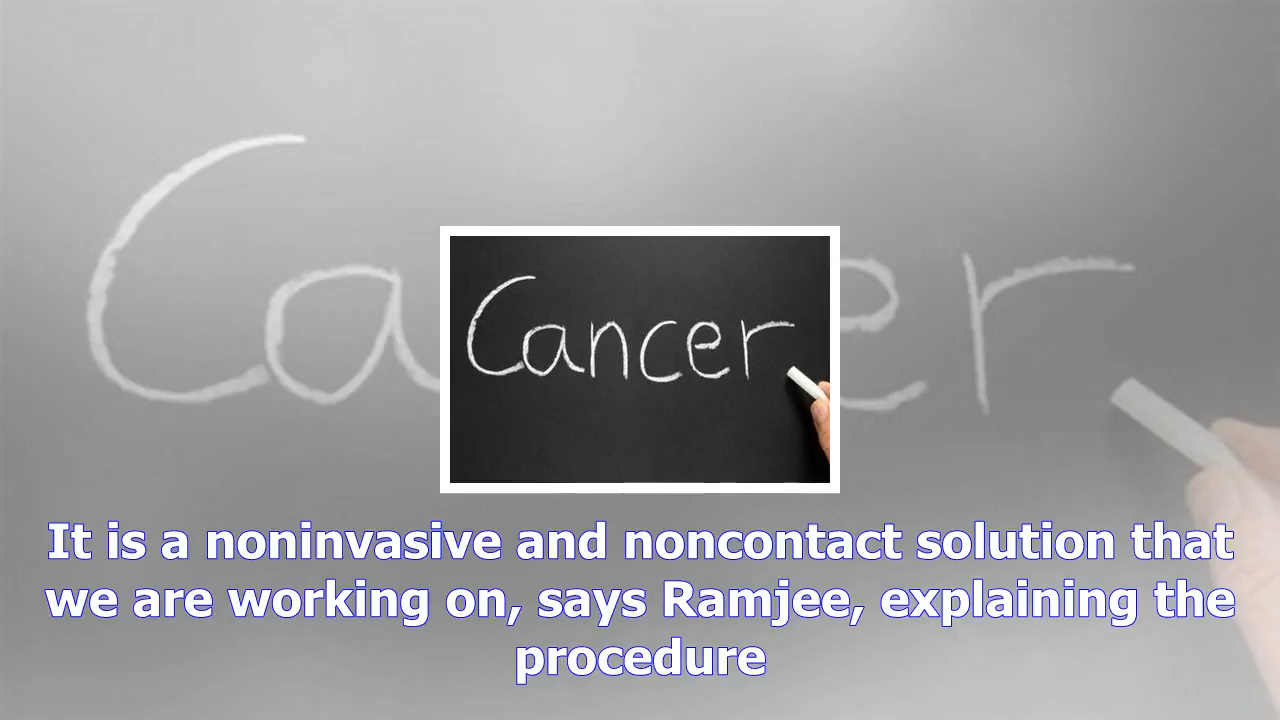 Cancer
It is a noninvasive and noncontact solution that
we are working on, says Ramjee, explaining the
procedure